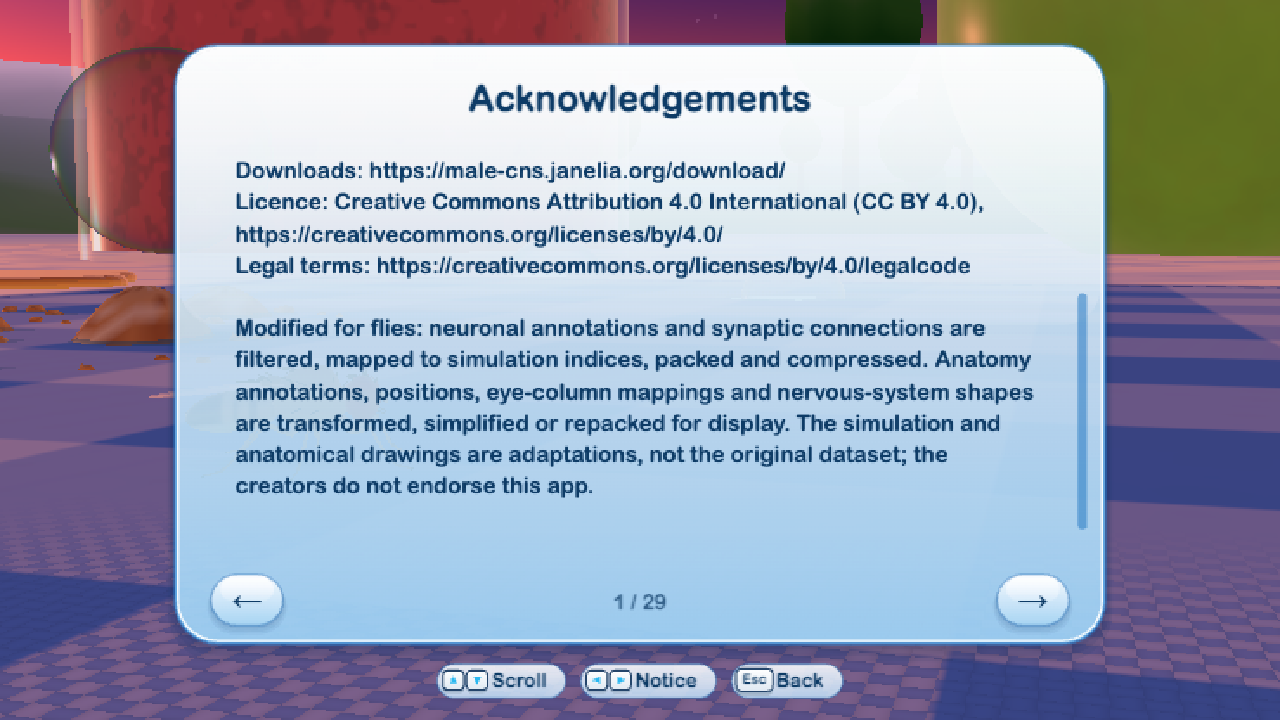 Acknowledgements
Downloads: https://male-cns.janelia.org/download/
Licence: Creative Commons Attribution 4.0 International (CC BY 4.0),
https://creativecommons.org/licenses/by/4.0/
Legal terms: https://creativecommons.org/licenses/by/4.0/legalcode
Modified for flies: neuronal annotations and synaptic connections are
filtered, mapped to simulation indices, packed and compressed. Anatomy
annotations, positions, eye-column mappings and nervous-system shapes
are transformed, simplified or repacked for display. The simulation and
anatomical drawings are adaptations, not the original dataset; the
creators do not endorse this app.
← 1 / 29 →
▲ ▼ Scroll ◄ ► Notice Esc Back